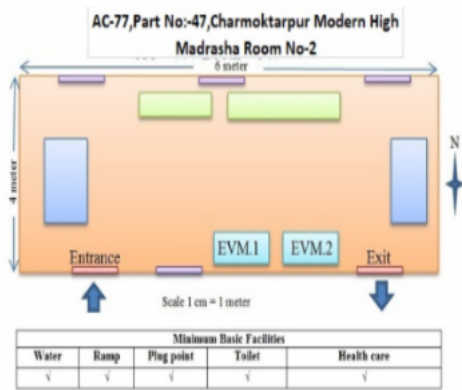 AC-77,Part No:-47,Charmoktarpur Modern High
Madrasha Room No-2
6 meter
4 meter
N
EVM.1 EVM.2
Entrance Exit
Scale 1 cm = 1 meter
Minimum Basic Facilities
Water Ramp Plug point Toilet Health care
√ √ √ √ √